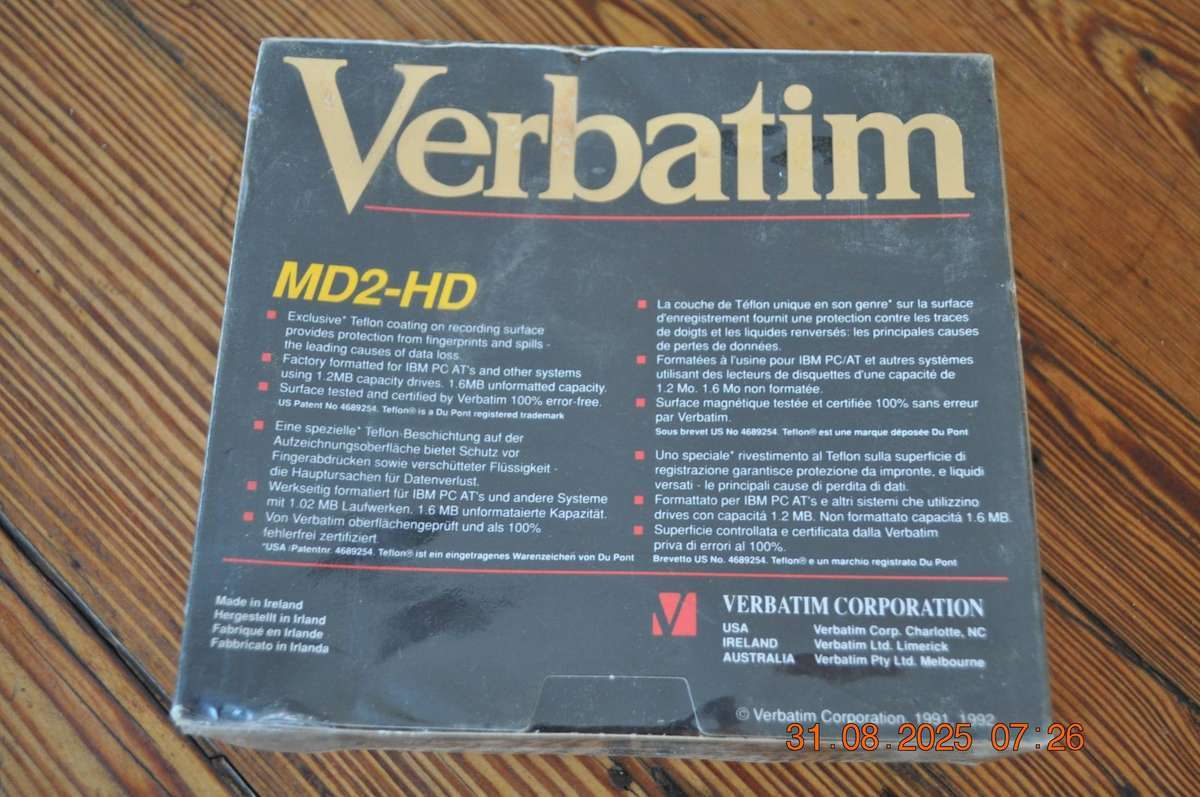 Verbatim
MD2-HD
Exclusive* Teflon coating on recording surface
provides protection from fingerprints and spills -
the leading causes of data loss.
Factory formatted for IBM PC AT's and other systems
using 1.2MB capacity drives. 1.6MB unformatted capacity.
Surface tested and certified by Verbatim 100% error-free.
US Patent No 4689254. Teflon® is a Du Pont registered trademark
Eine spezielle* Teflon-Beschichtung auf der
Aufzeichnungsoberfläche bietet Schutz vor
Fingerabdrücken sowie verschütteter Flüssigkeit -
die Hauptursachen für Datenverlust.
Werkseitig formatiert für IBM PC AT's und andere Systeme
mit 1.02 MB Laufwerken. 1.6 MB unformataierte Kapazität.
Von Verbatim oberflächengeprüft und als 100%
fehlerfrei zertifiziert.
*USA :Patentnr. 4689254. Teflon® ist ein eingetragenes Warenzeichen von Du Pont
La couche de Téflon unique en son genre* sur la surface
d'enregistrement fournit une protection contre les traces
de doigts et les liquides renversés: les principales causes
de pertes de données.
Formatées à l'usine pour IBM PC/AT et autres systèmes
utilisant des lecteurs de disquettes d'une capacité de
1.2 Mo. 1.6 Mo non formatée.
Surface magnétique testée et certifiée 100% sans erreur
par Verbatim.
Sous brevet US No 4689254. Teflon® est une marque déposée Du Pont
Uno speciale* rivestimento al Teflon sulla superficie di
registrazione garantisce protezione da impronte, e liquidi
versati - le principali cause di perdita di dati.
Formattato per IBM PC AT's e altri sistemi che utilizzino
drives con capacitá 1.2 MB. Non formattato capacitá 1.6 MB.
Superficie controllata e certificata dalla Verbatim
priva di errori al 100%.
Brevetto US No. 4689254. Teflon® e un marchio registrato Du Pont
Made in Ireland
Hergestellt in Irland
Fabriqué en Irlande
Fabbricato in Irlanda
VERBATIM CORPORATION
USA Verbatim Corp. Charlotte, NC
IRELAND Verbatim Ltd. Limerick
AUSTRALIA Verbatim Pty Ltd. Melbourne
© Verbatim Corporation, 1991, 1992
31.08.2025 07:26